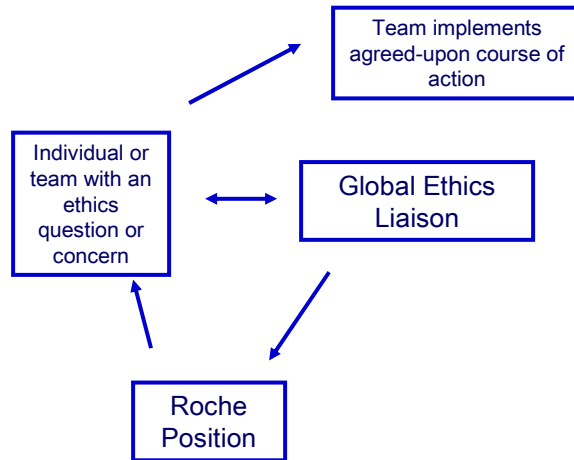 Team implements
agreed-upon course of
action
Individual or
team with an
ethics
question or
concern
Global Ethics
Liaison
Roche
Position